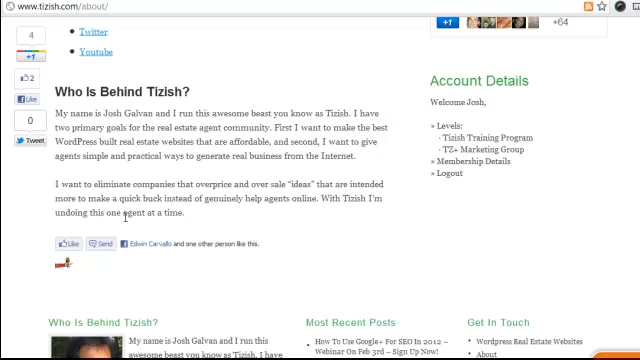 www.tizish.com/about/
4
+1
2
Like
0
Tweet
Twitter
Youtube
Who Is Behind Tizish?
My name is Josh Galvan and I run this awesome beast you know as Tizish. I have
two primary goals for the real estate agent community. First I want to make the best
WordPress built real estate websites that are affordable, and second, I want to give
agents simple and practical ways to generate real business from the Internet.
I want to eliminate companies that overprice and over sale “ideas” that are intended
more to make a quick buck instead of genuinely help agents online. With Tizish I’m
undoing this one agent at a time.
Like
Send
Edwin Carvallo and one other person like this.
+1
+64
Account Details
Welcome Josh,
» Levels:
· Tizish Training Program
· TZ+ Marketing Group
» Membership Details
» Logout
Who Is Behind Tizish?
My name is Josh Galvan and I
run this awesome beast you
know as Tizish. I have
Most Recent Posts
How To Use Google+ For SEO In 2012 –
Webinar On Feb 3rd – Sign Up Now!
Get In Touch
Wordpress Real Estate Websites
About